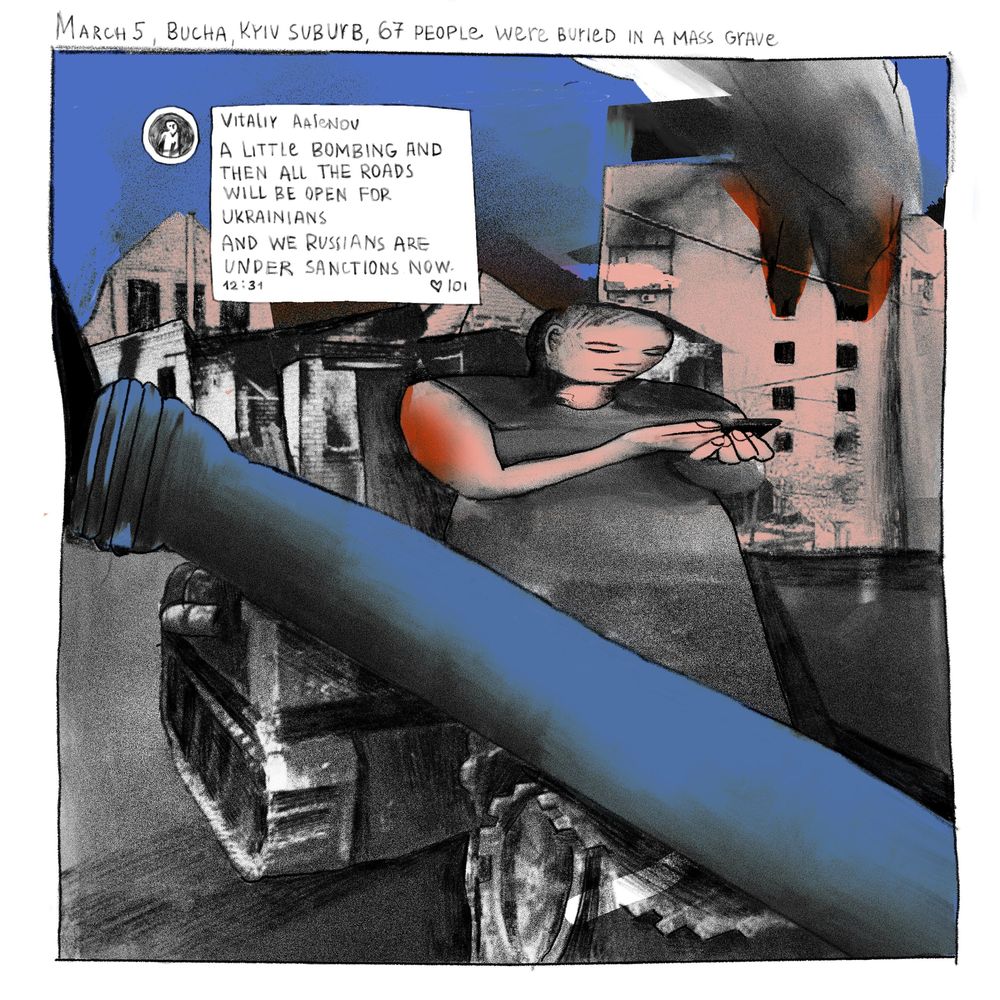 MARCH 5, BUCHA, KYIV SUBURB, 67 PEOPLE WERE BURIED IN A MASS GRAVE
VITALIY AAFENOV
A LITTLE BOMBING AND
THEN ALL THE ROADS
WILL BE OPEN FOR
UKRAINIANS
AND WE RUSSIANS ARE
UNDER SANCTIONS NOW.
12:31 ♡101